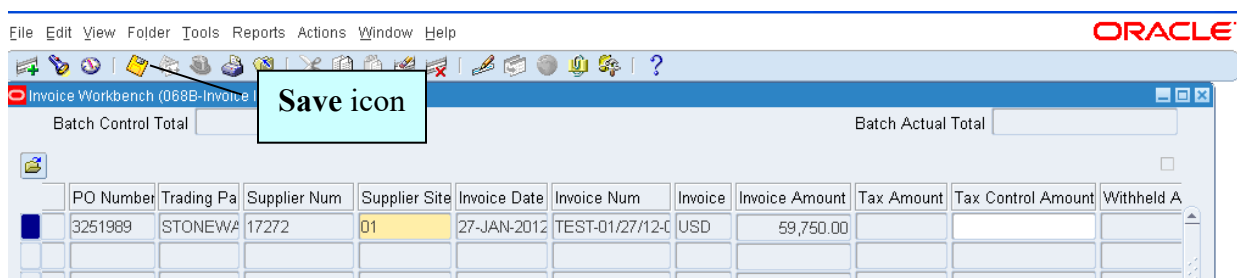 File Edit View Folder Tools Reports Actions Window Help
ORACLE
Save icon
Invoice Workbench (068B-Invoice
Batch Control Total Batch Actual Total
PO Number Trading Pa Supplier Num Supplier Site Invoice Date Invoice Num Invoice Invoice Amount Tax Amount Tax Control Amount Withheld A
3251989 STONEWA 17272 01 27-JAN-2012 TEST-01/27/12-0 USD 59,750.00